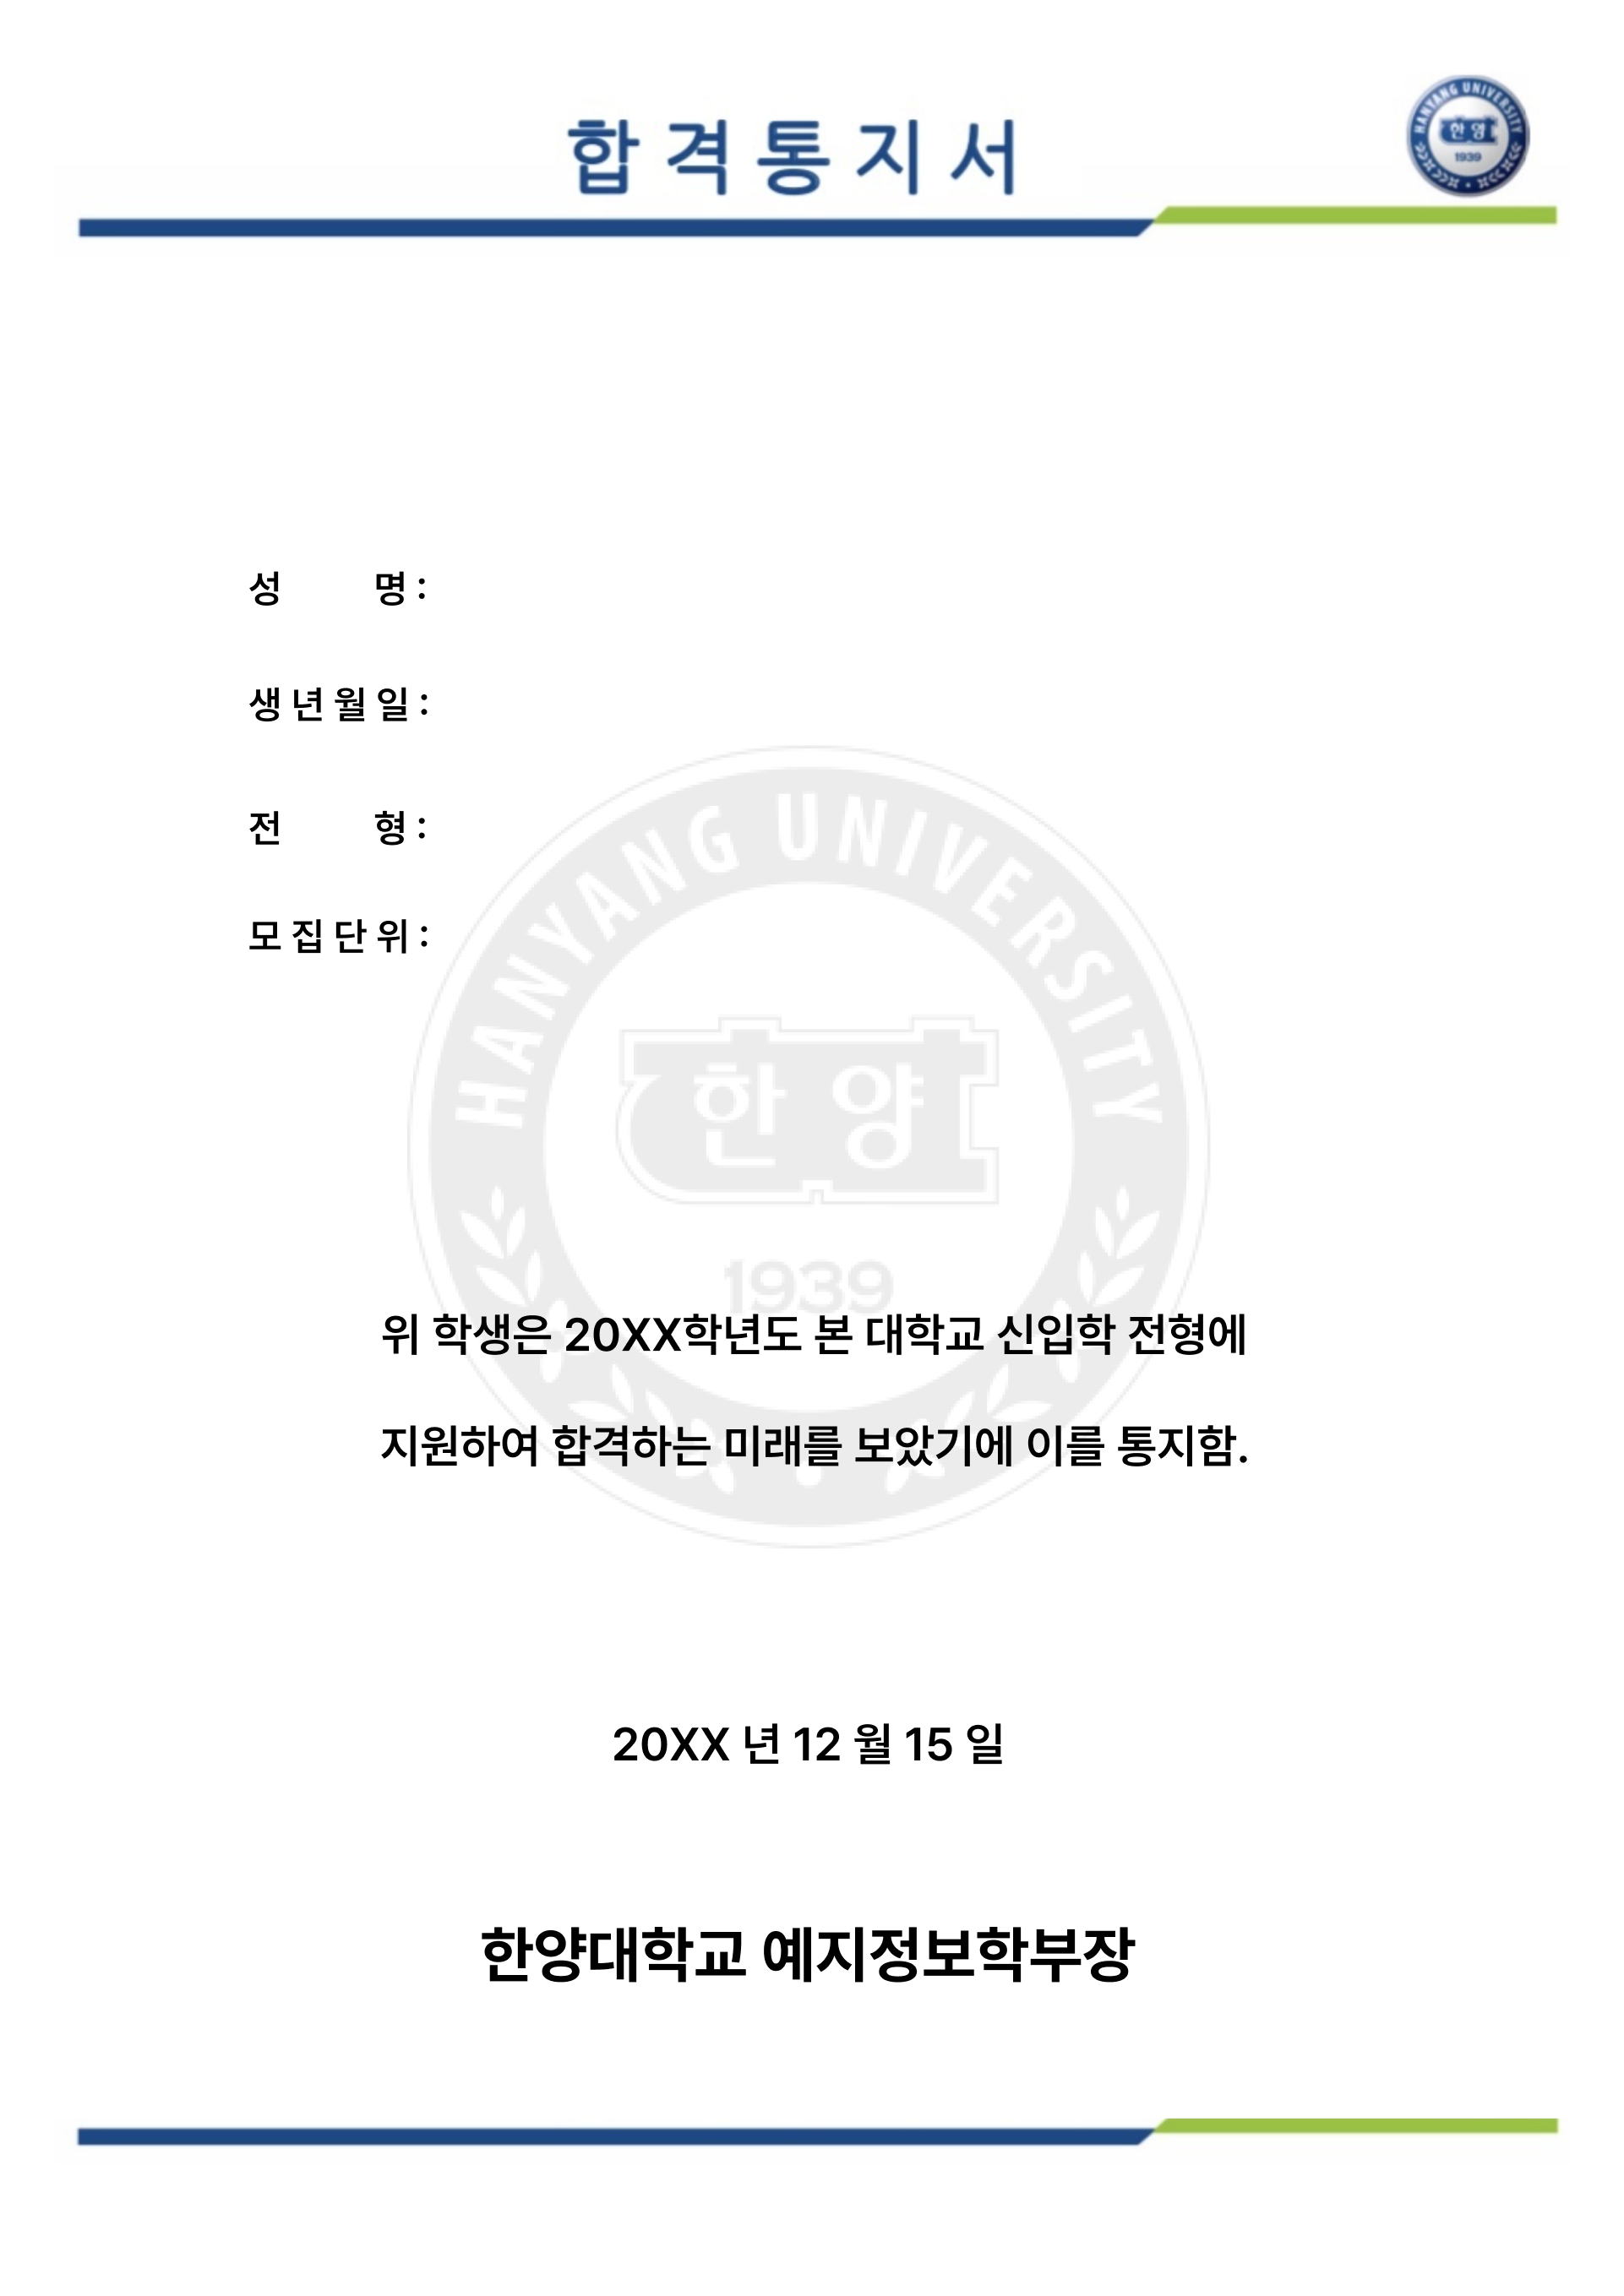 합격통지서
HANYANG UNIVERSITY
한양
1939
성 명 :
생년월일 :
전 형 :
모집단위 :
HANYANG UNIVERSITY
한양
1939
위 학생은 20XX학년도 본 대학교 신입학 전형에
지원하여 합격하는 미래를 보았기에 이를 통지함.
20XX 년 12 월 15 일
한양대학교 예지정보학부장